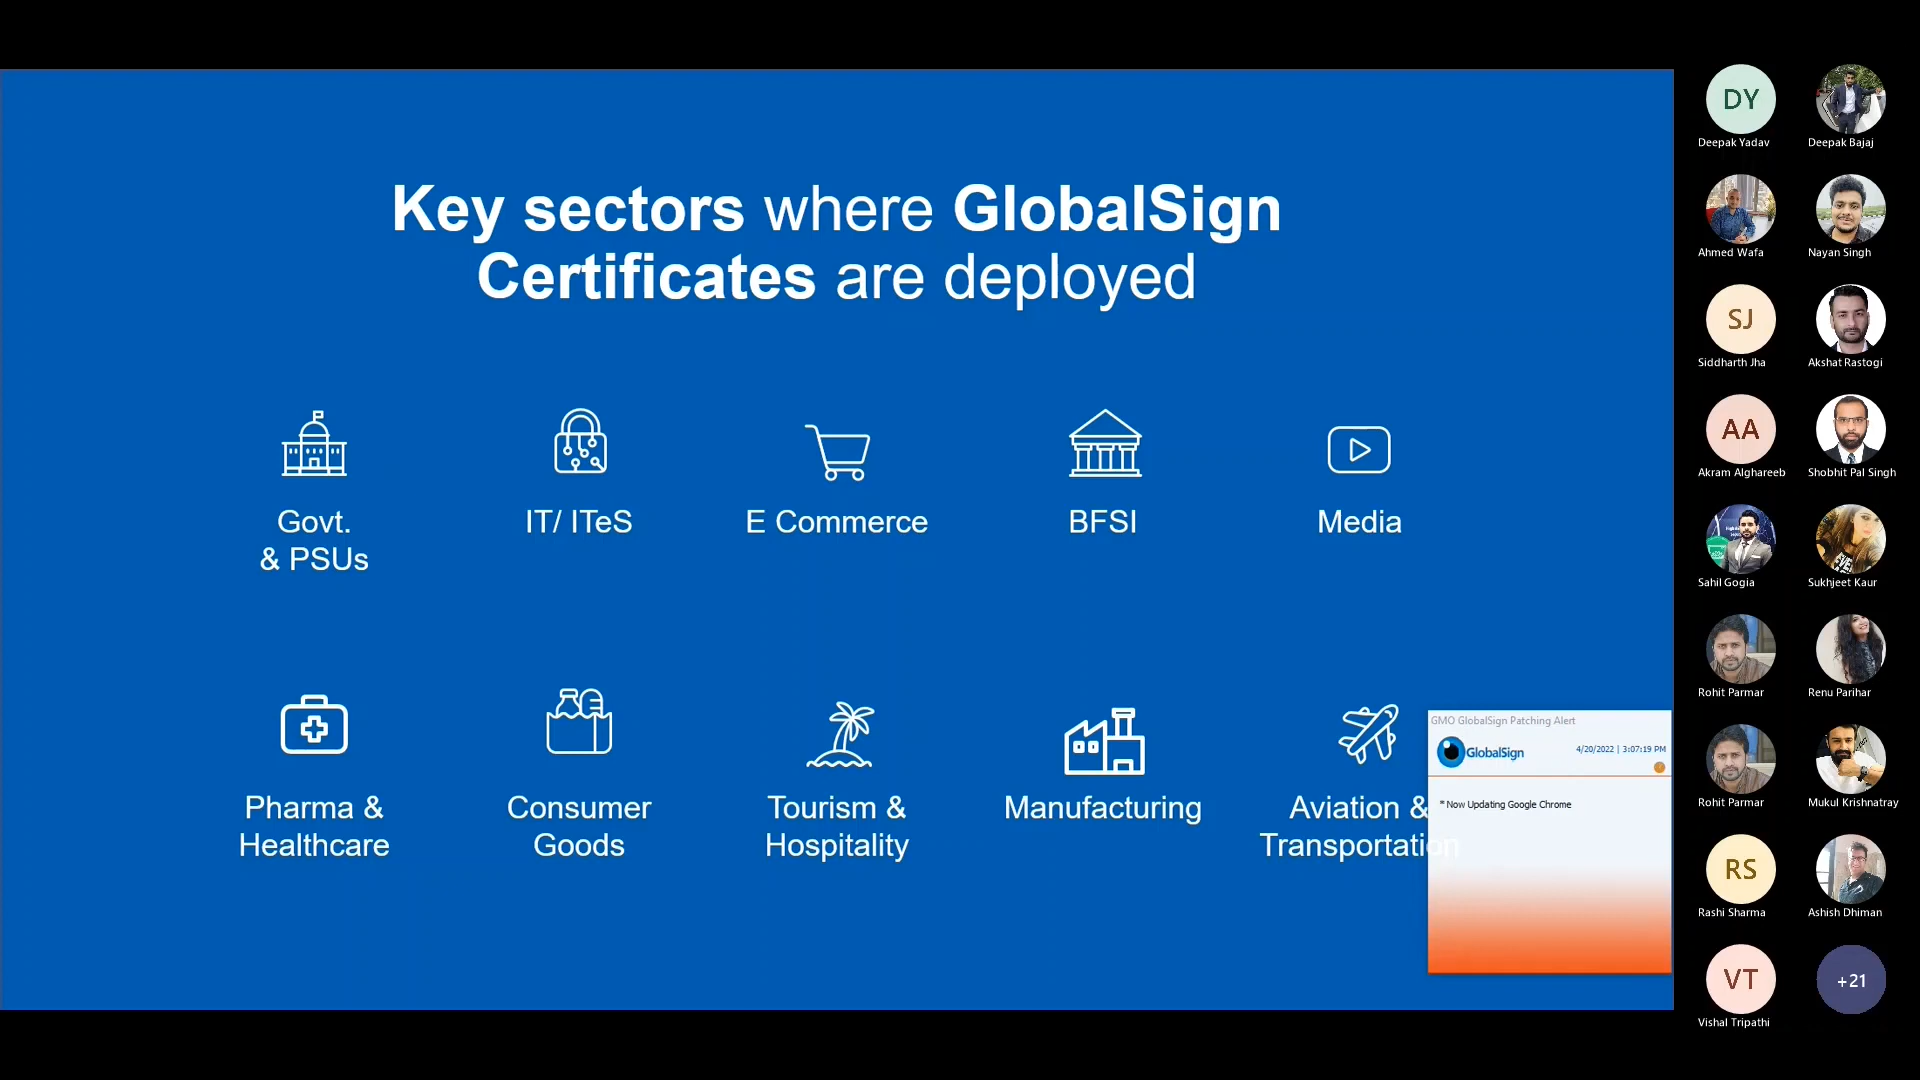 Key sectors where GlobalSign
Certificates are deployed
Govt.
& PSUs
IT/ ITeS
E Commerce
BFSI
Media
Pharma &
Healthcare
Consumer
Goods
Tourism &
Hospitality
Manufacturing
Aviation &
Transportation
GMO GlobalSign Patching Alert
GlobalSign
4/20/2022 | 3:07:19 PM
* Now Updating Google Chrome
DY
Deepak Yadav
Deepak Bajaj
Ahmed Wafa
Nayan Singh
SJ
Siddharth Jha
Akshat Rastogi
AA
Akram Alghareeb
Shobhit Pal Singh
Sahil Gogia
Sukhjeet Kaur
Rohit Parmar
Renu Parihar
Rohit Parmar
Mukul Krishnatray
RS
Rashi Sharma
Ashish Dhiman
VT
Vishal Tripathi
+21